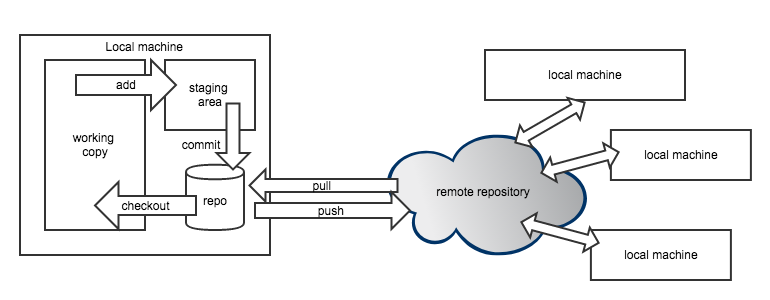 Local machine
add
staging
area
working
copy
commit
checkout
repo
pull
push
remote repository
local machine
local machine
local machine